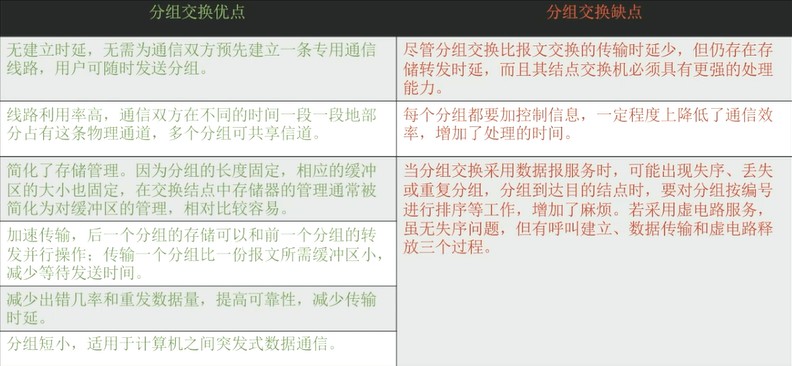 分组交换优点
分组交换缺点
无建立时延，无需为通信双方预先建立一条专用通信
线路，用户可随时发送分组。
尽管分组交换比报文交换的传输时延少，但仍存在存
储转发时延，而且其结点交换机必须具有更强的处理
能力。
线路利用率高，通信双方在不同的时间一段一段地部
分占有这条物理通道，多个分组可共享信道。
每个分组都要加控制信息，一定程度上降低了通信效
率，增加了处理的时间。
简化了存储管理。因为分组的长度固定，相应的缓冲
区的大小也固定，在交换结点中存储器的管理通常被
简化为对缓冲区的管理，相对比较容易。
当分组交换采用数据报服务时，可能出现失序、丢失
或重复分组，分组到达目的结点时，要对分组按编号
进行排序等工作，增加了麻烦。若采用虚电路服务，
虽无失序问题，但有呼叫建立、数据传输和虚电路释
放三个过程。
加速传输，后一个分组的存储可以和前一个分组的转
发并行操作；传输一个分组比一份报文所需缓冲区小，
减少等待发送时间。
减少出错几率和重发数据量，提高可靠性，减少传输
时延。
分组短小，适用于计算机之间突发式数据通信。